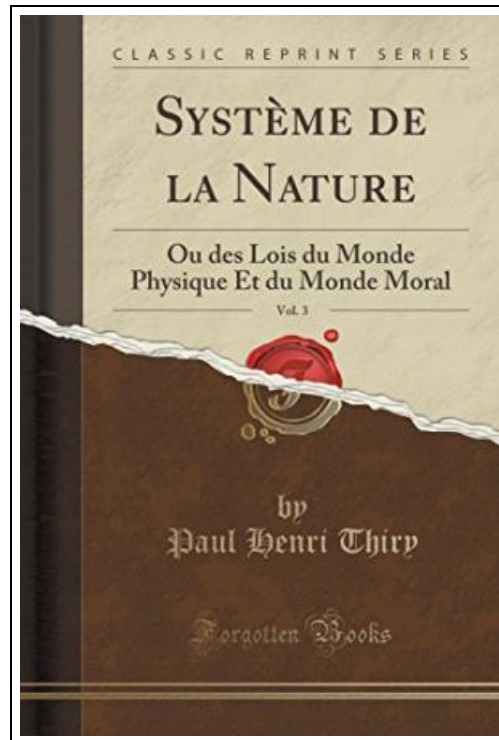 CLASSIC REPRINT SERIES
SYSTÈME DE
LA NATURE
Ou des Lois du Monde
Physique Et du Monde Moral
Vol. 3
F
by
Paul Henri Thiry
Forgotten Books